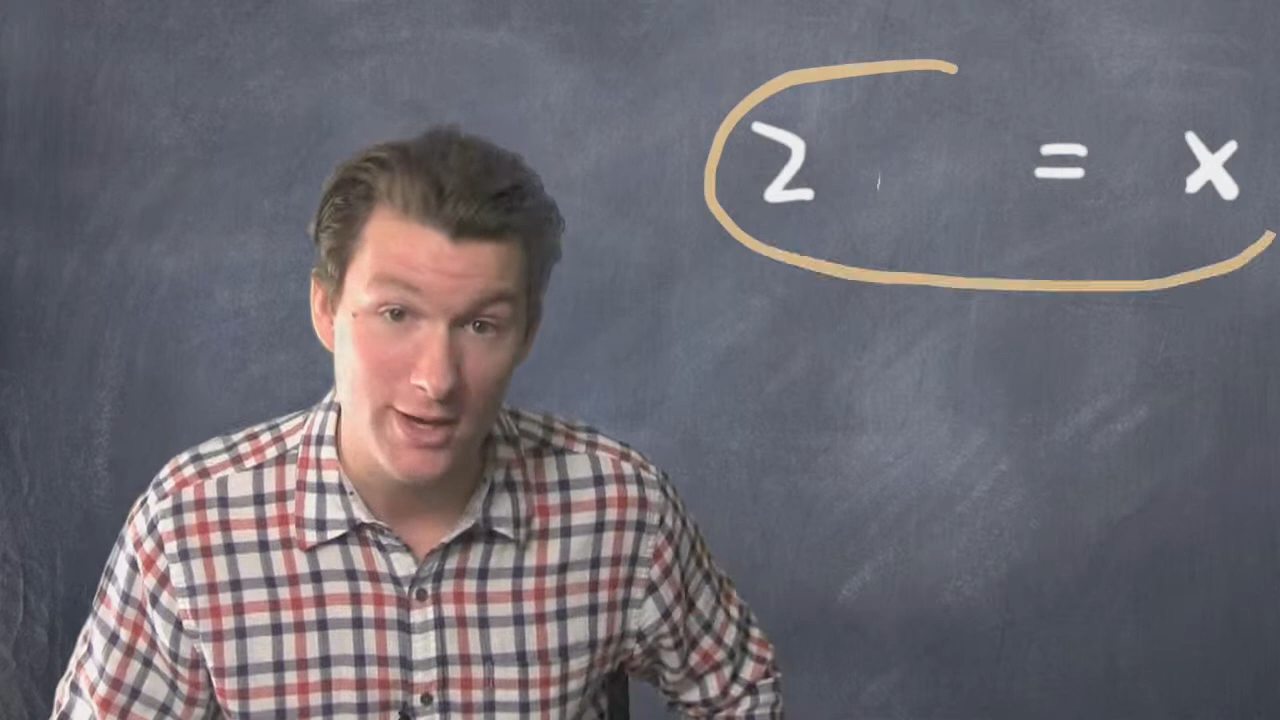 2 = x